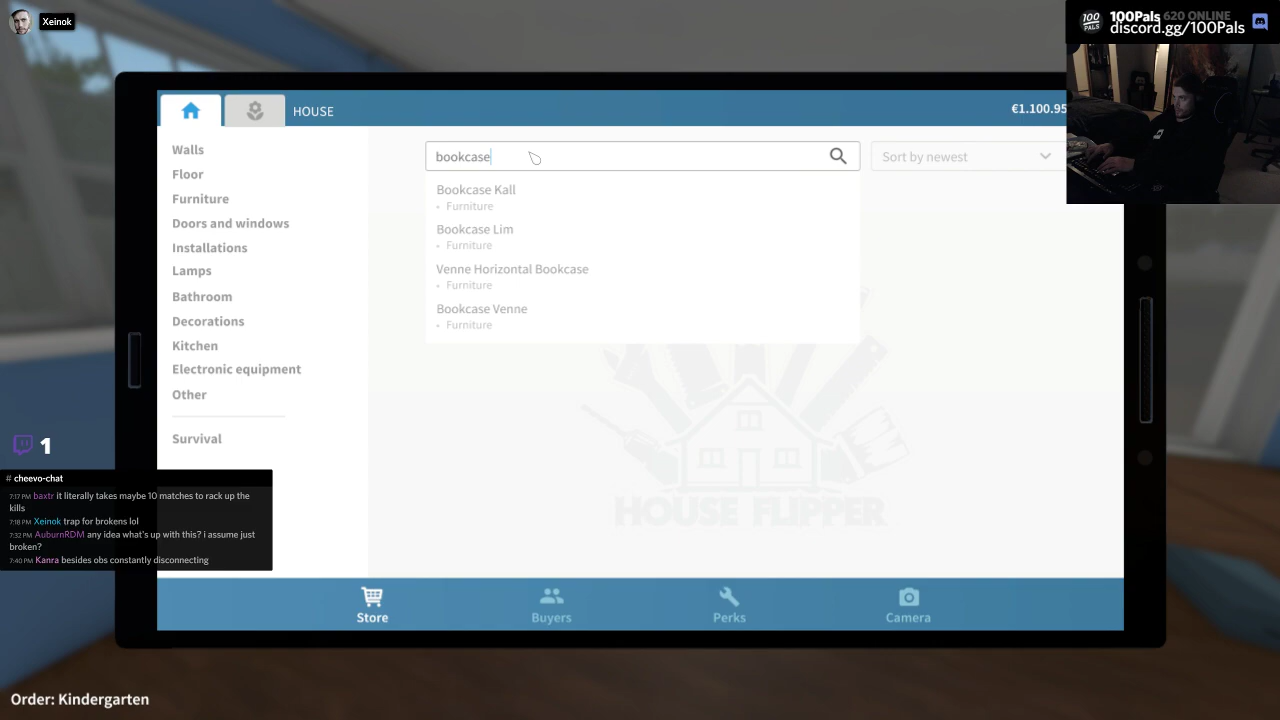 Xeinok
100Pals 620 ONLINE
discord.gg/100Pals
100
PALS
HOUSE
€1.100.95
Walls
Floor
Furniture
Doors and windows
Installations
Lamps
Bathroom
Decorations
Kitchen
Electronic equipment
Other
Survival
bookcase
Sort by newest
Bookcase Kall
• Furniture
Bookcase Lim
• Furniture
Venne Horizontal Bookcase
• Furniture
Bookcase Venne
• Furniture
HOUSE FLIPPER
1
# cheevo-chat
7:17 PM baxtr it literally takes maybe 10 matches to rack up the
kills
7:18 PM Xeinok trap for brokens lol
7:32 PM AuburnRDM any idea what's up with this? i assume just
broken?
7:40 PM Kanra besides obs constantly disconnecting
Store
Buyers
Perks
Camera
Order: Kindergarten